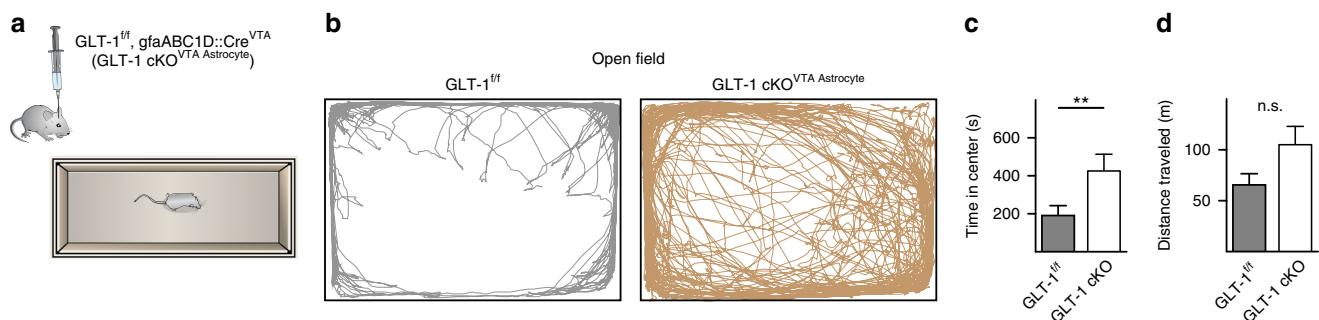 a
GLT-1f/f, gfaABC1D::CreVTA
(GLT-1 cKOVTA Astrocyte)
b
Open field
GLT-1f/f
GLT-1 cKOVTA Astrocyte
c
Time in center (s)
600
400
200
**
GLT-1f/f
GLT-1 cKO
d
Distance traveled (m)
100
50
n.s.
GLT-1f/f
GLT-1 cKO